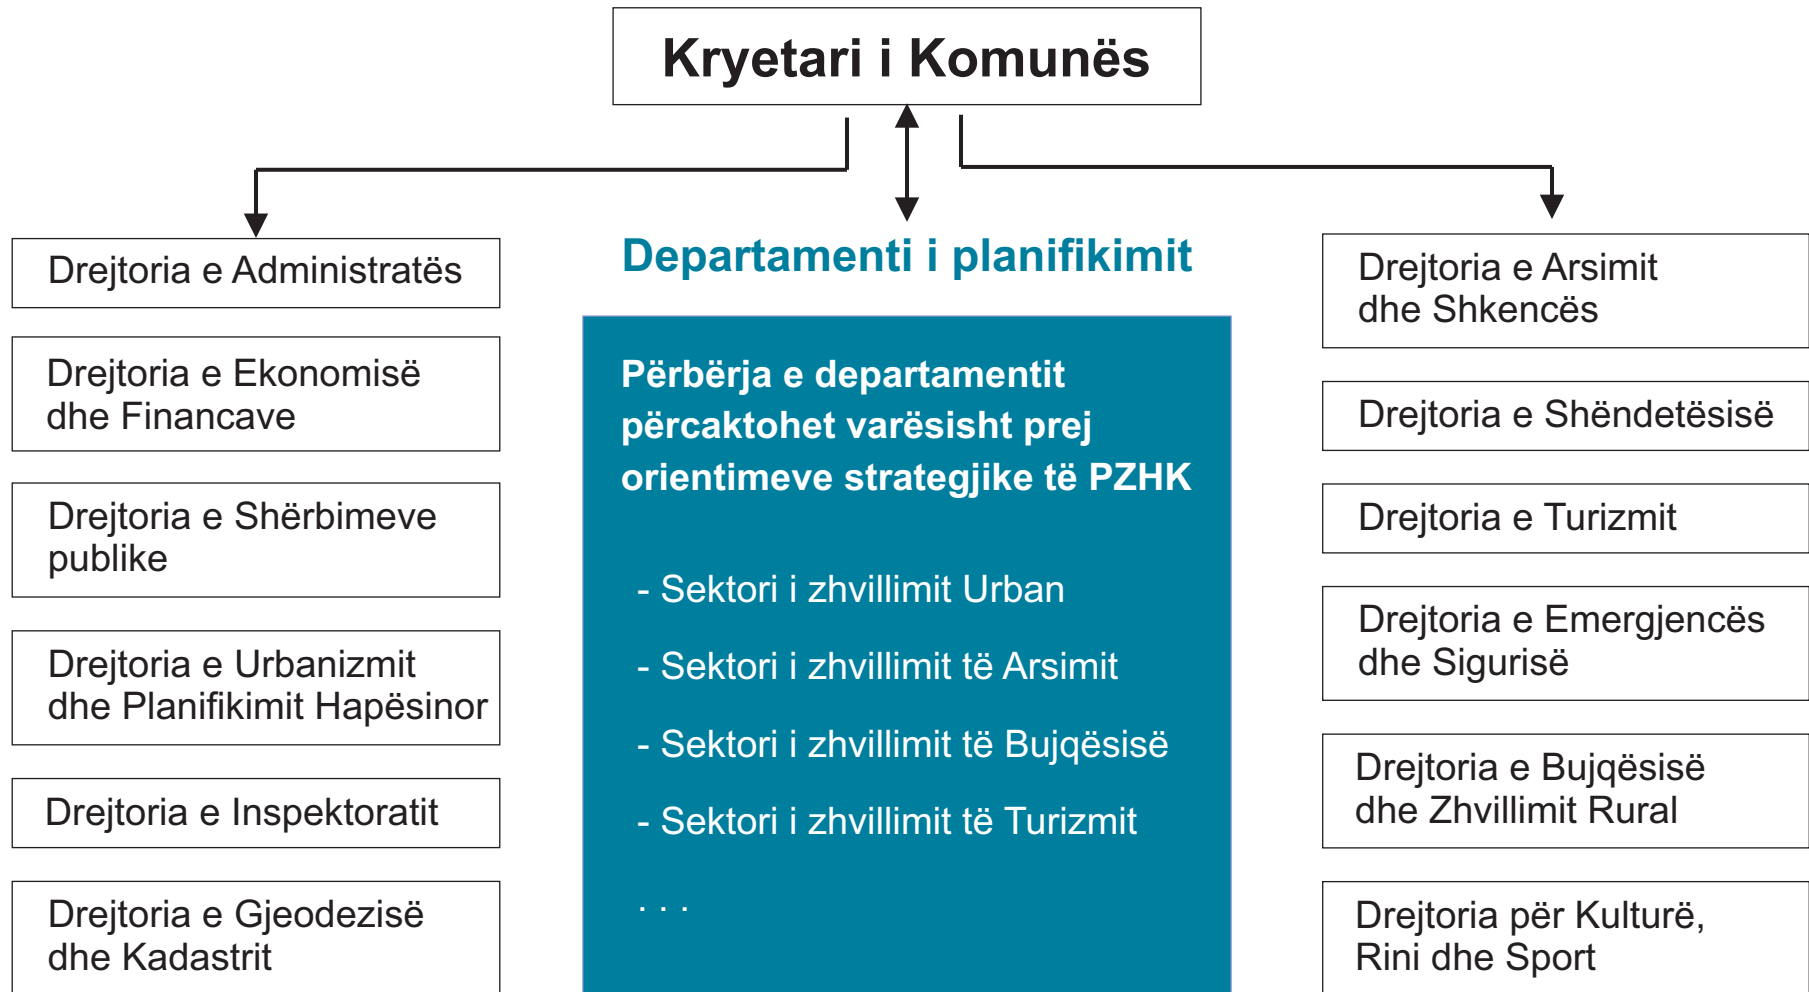 Kryetari i Komunës
Drejtoria e Administratës
Drejtoria e Ekonomisë
dhe Financave
Drejtoria e Shërbimeve
publike
Drejtoria e Urbanizmit
dhe Planifikimit Hapësinor
Drejtoria e Inspektoratit
Drejtoria e Gjeodezisë
dhe Kadastrit
Departamenti i planifikimit
Përbërja e departamentit
përcaktohet varësisht prej
orientimeve strategjike të PZHK
- Sektori i zhvillimit Urban
- Sektori i zhvillimit të Arsimit
- Sektori i zhvillimit të Bujqësisë
- Sektori i zhvillimit të Turizmit
. . .
Drejtoria e Arsimit
dhe Shkencës
Drejtoria e Shëndetësisë
Drejtoria e Turizmit
Drejtoria e Emergjencës
dhe Sigurisë
Drejtoria e Bujqësisë
dhe Zhvillimit Rural
Drejtoria për Kulturë,
Rini dhe Sport